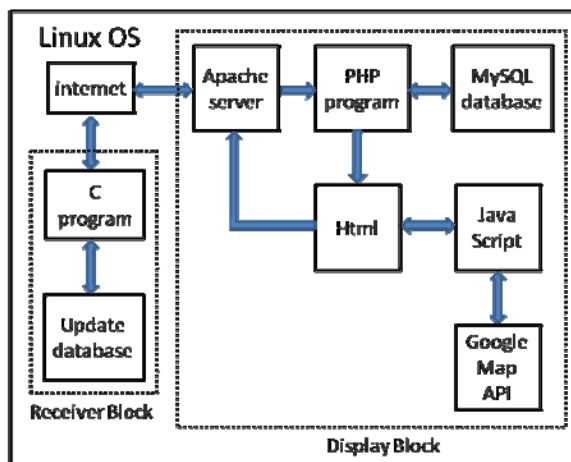 Linux OS
internet
Apache
server
PHP
program
MySQL
database
C
program
Html
Java
Script
Update
database
Google
Map
API
Receiver Block
Display Block